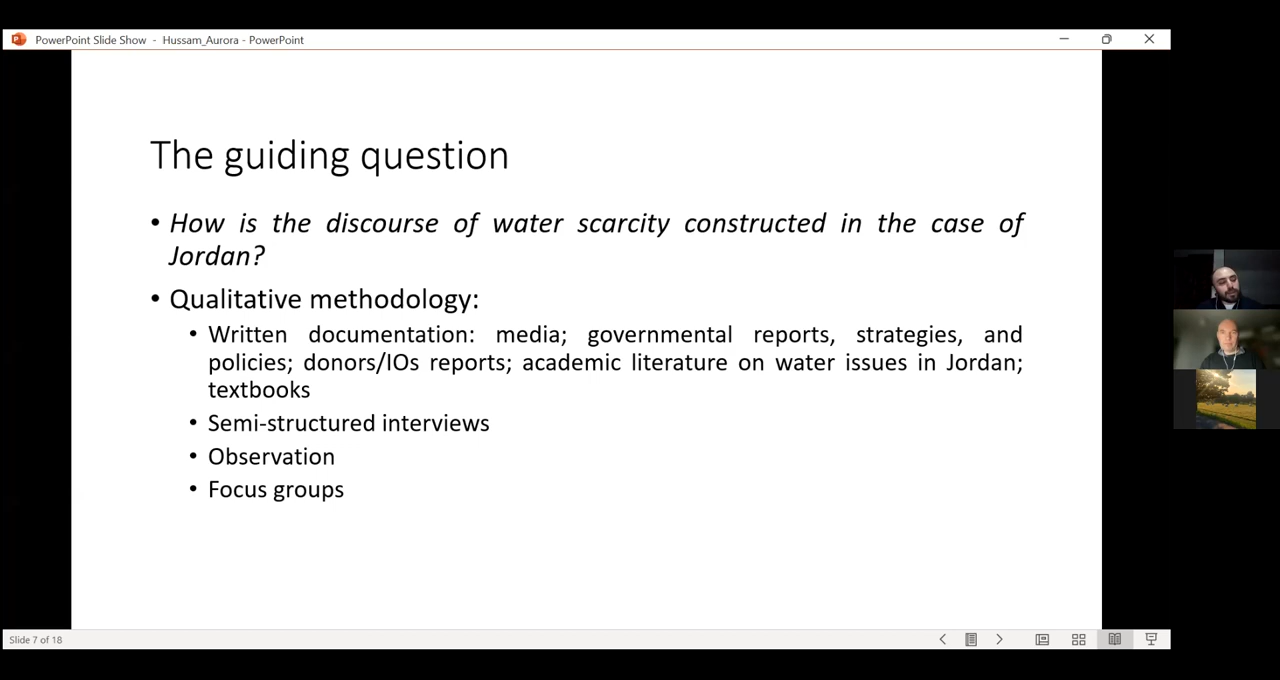 PowerPoint Slide Show - Hussam_Aurora - PowerPoint
The guiding question
• How is the discourse of water scarcity constructed in the case of
Jordan?
• Qualitative methodology:
• Written documentation: media; governmental reports, strategies, and
policies; donors/IOs reports; academic literature on water issues in Jordan;
textbooks
• Semi-structured interviews
• Observation
• Focus groups
Slide 7 of 18